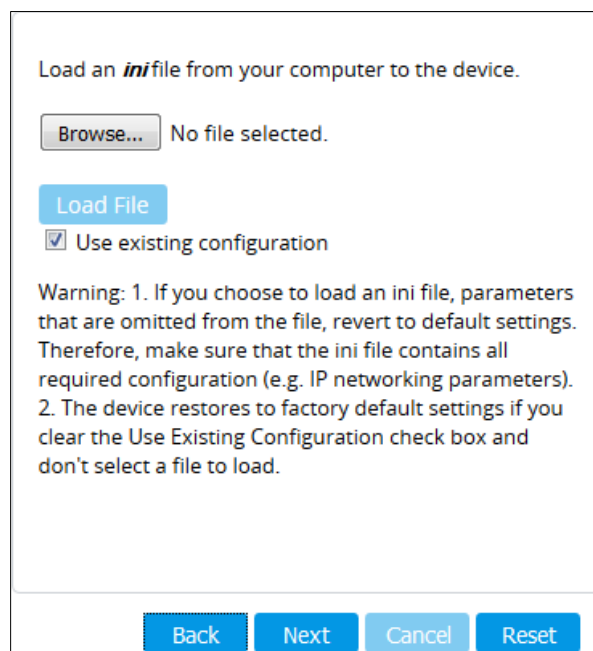 Load an ini file from your computer to the device.
Browse... No file selected.
Load File
Use existing configuration
Warning: 1. If you choose to load an ini file, parameters
that are omitted from the file, revert to default settings.
Therefore, make sure that the ini file contains all
required configuration (e.g. IP networking parameters).
2. The device restores to factory default settings if you
clear the Use Existing Configuration check box and
don't select a file to load.
Back Next Cancel Reset